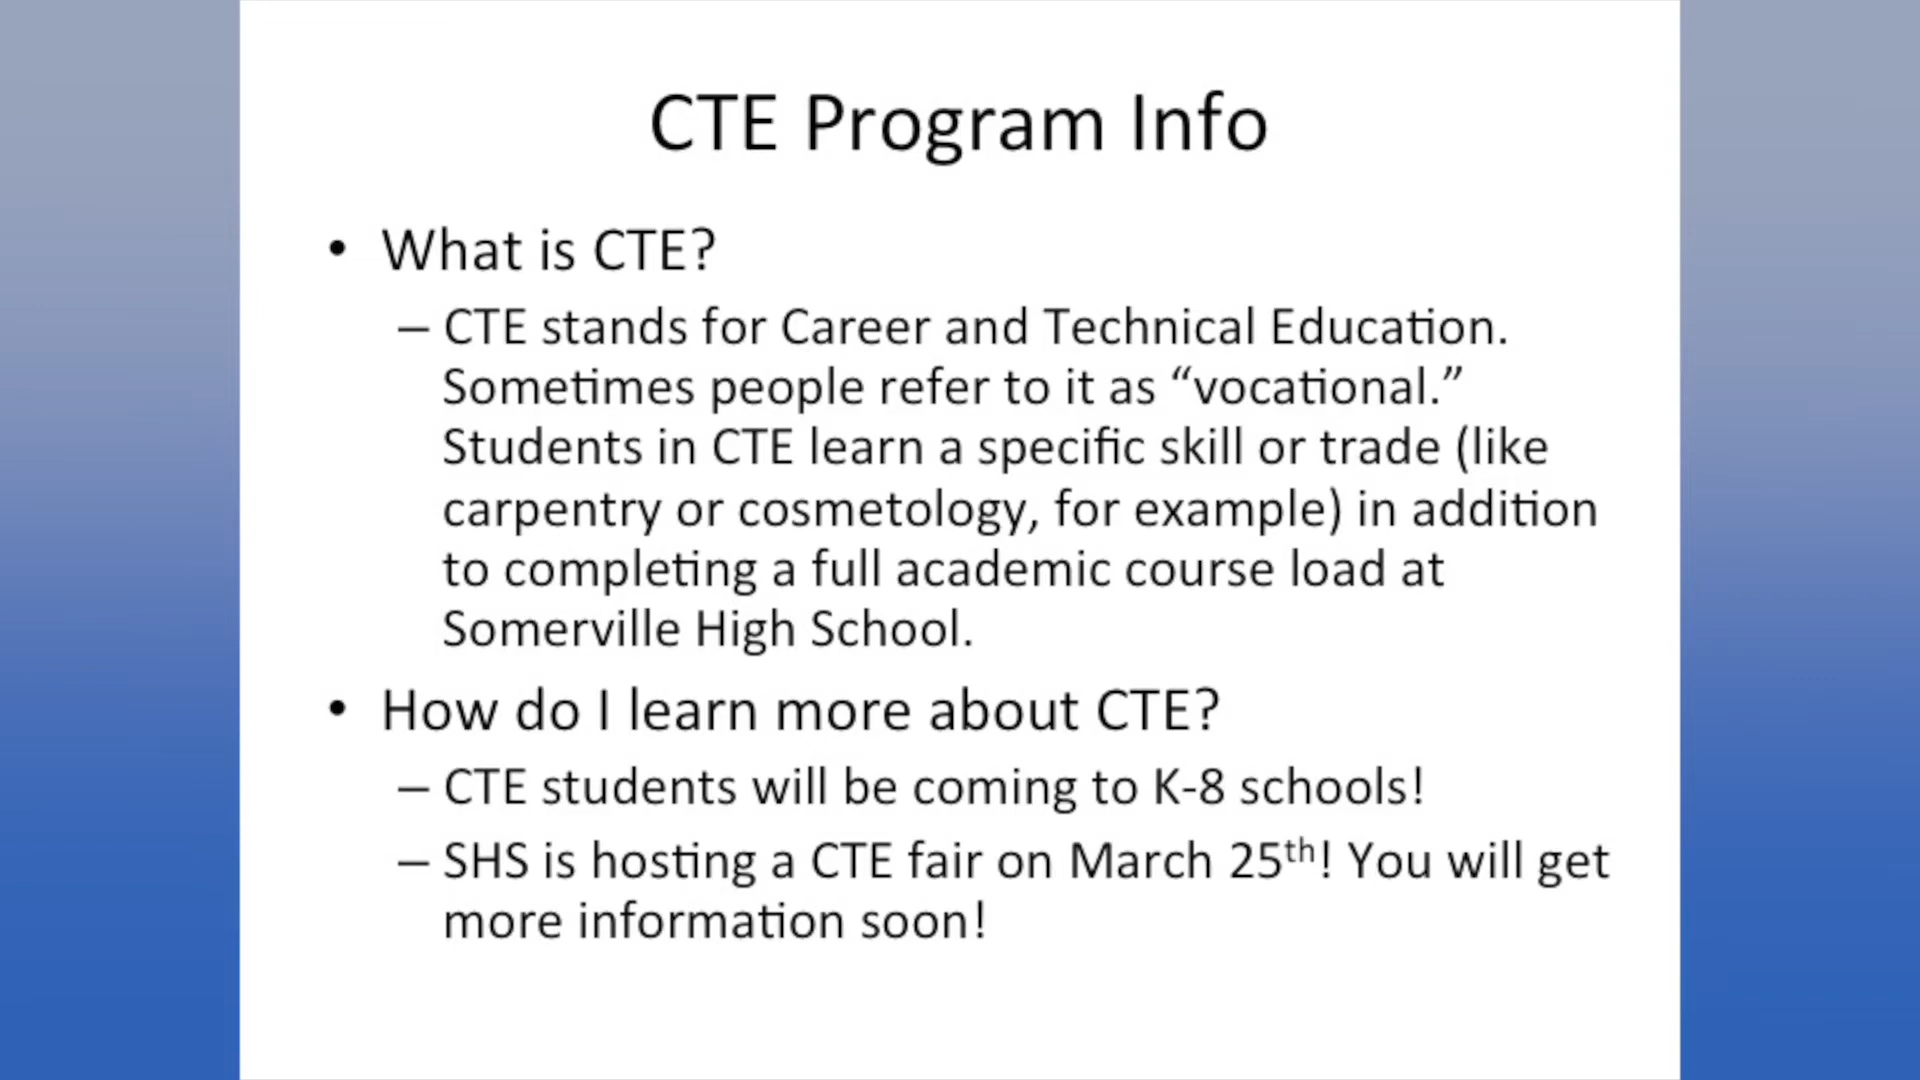 CTE Program Info
• What is CTE?
– CTE stands for Career and Technical Education.
Sometimes people refer to it as “vocational.”
Students in CTE learn a specific skill or trade (like
carpentry or cosmetology, for example) in addition
to completing a full academic course load at
Somerville High School.
• How do I learn more about CTE?
– CTE students will be coming to K-8 schools!
– SHS is hosting a CTE fair on March 25th! You will get
more information soon!